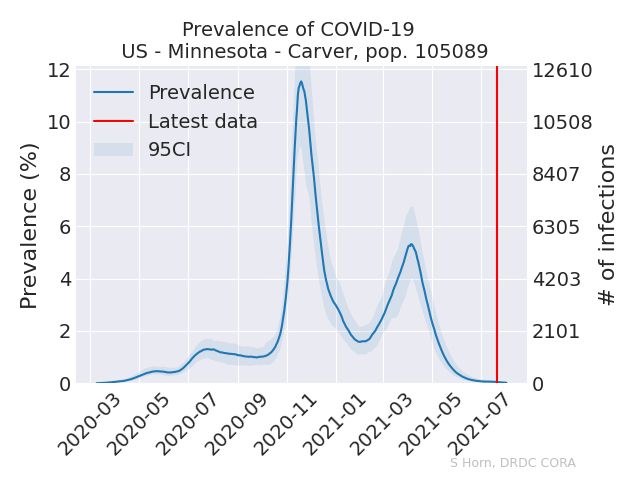 Prevalence of COVID-19
US - Minnesota - Carver, pop. 105089
Prevalence
Latest data
95CI
Prevalence (%)
12
10
8
6
4
2
0
12610
10508
8407
6305
4203
2101
0
# of infections
2020-03
2020-05
2020-07
2020-09
2020-11
2021-01
2021-03
2021-05
2021-07
S Horn, DRDC CORA